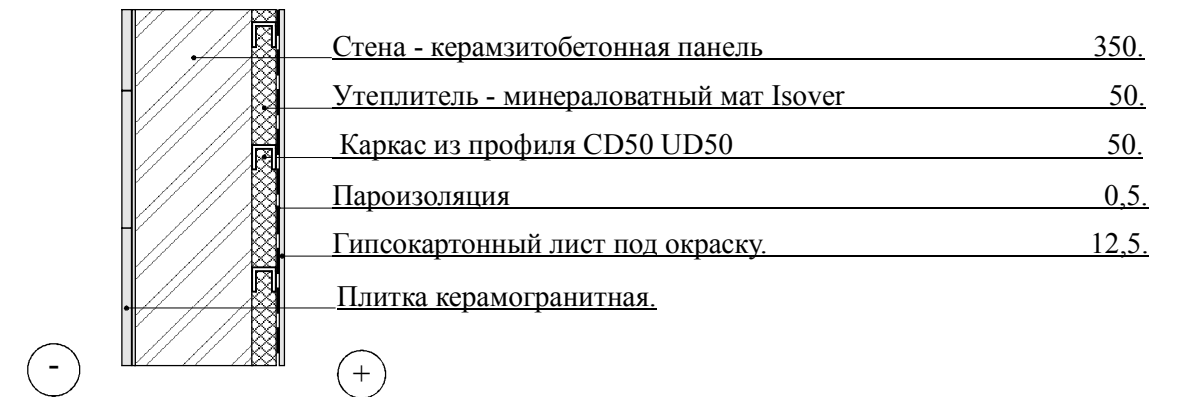 Стена - керамзитобетонная панель 350.
Утеплитель - минераловатный мат Isover 50.
Каркас из профиля CD50 UD50 50.
Пароизоляция 0,5.
Гипсокартонный лист под окраску. 12,5.
Плитка керамогранитная.
- +